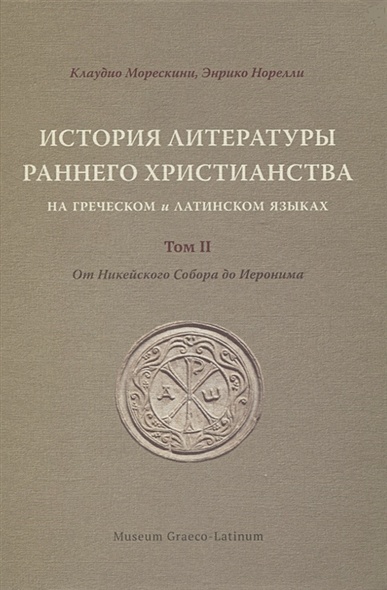 Клаудио Морескини, Энрико Норелли
ИСТОРИЯ ЛИТЕРАТУРЫ
РАННЕГО ХРИСТИАНСТВА
НА ГРЕЧЕСКОМ и ЛАТИНСКОМ ЯЗЫКАХ
Том II
От Никейского Собора до Иеронима
Α Ρ Ω
Museum Graeco-Latinum